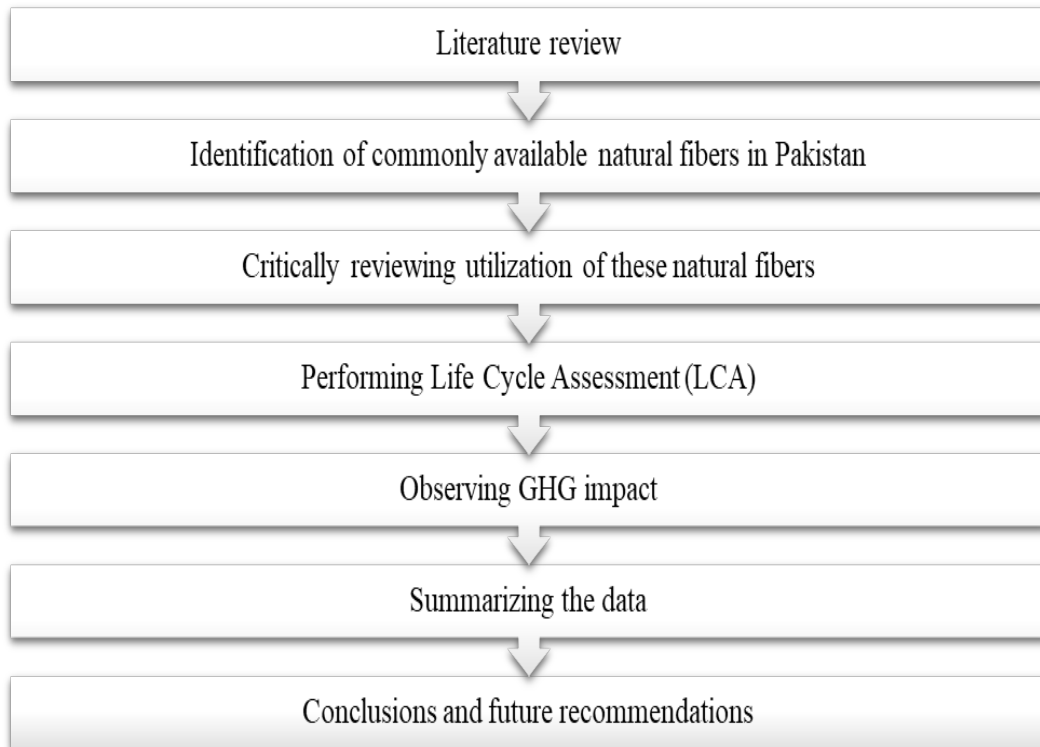 Literature review
Identification of commonly available natural fibers in Pakistan
Critically reviewing utilization of these natural fibers
Performing Life Cycle Assessment (LCA)
Observing GHG impact
Summarizing the data
Conclusions and future recommendations